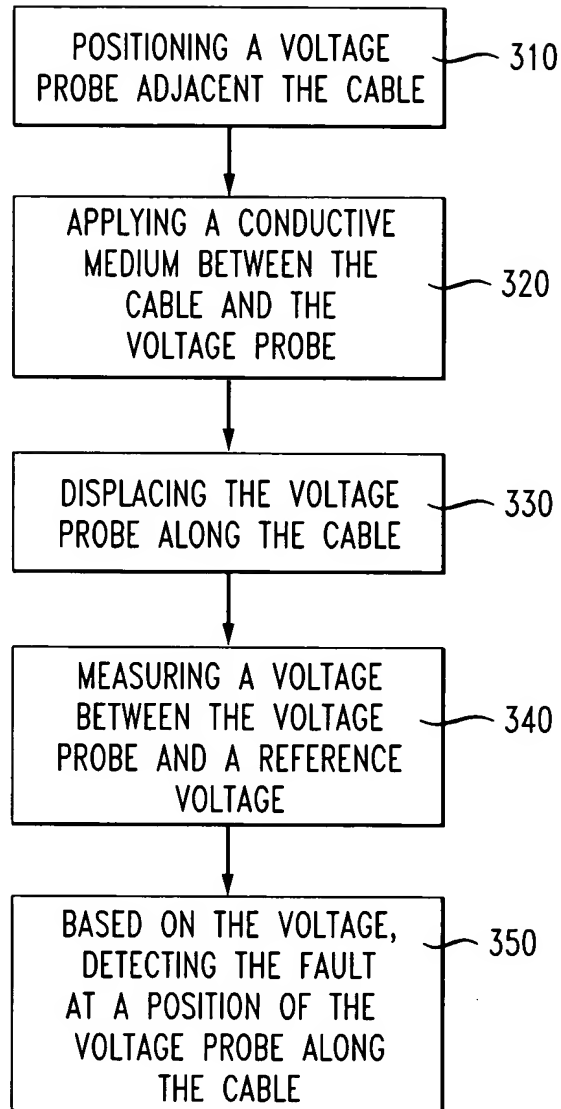 POSITIONING A VOLTAGE
PROBE ADJACENT THE CABLE
310
APPLYING A CONDUCTIVE
MEDIUM BETWEEN THE
CABLE AND THE
VOLTAGE PROBE
320
DISPLACING THE VOLTAGE
PROBE ALONG THE CABLE
330
MEASURING A VOLTAGE
BETWEEN THE VOLTAGE
PROBE AND A REFERENCE
VOLTAGE
340
BASED ON THE VOLTAGE,
DETECTING THE FAULT
AT A POSITION OF THE
VOLTAGE PROBE ALONG
THE CABLE
350